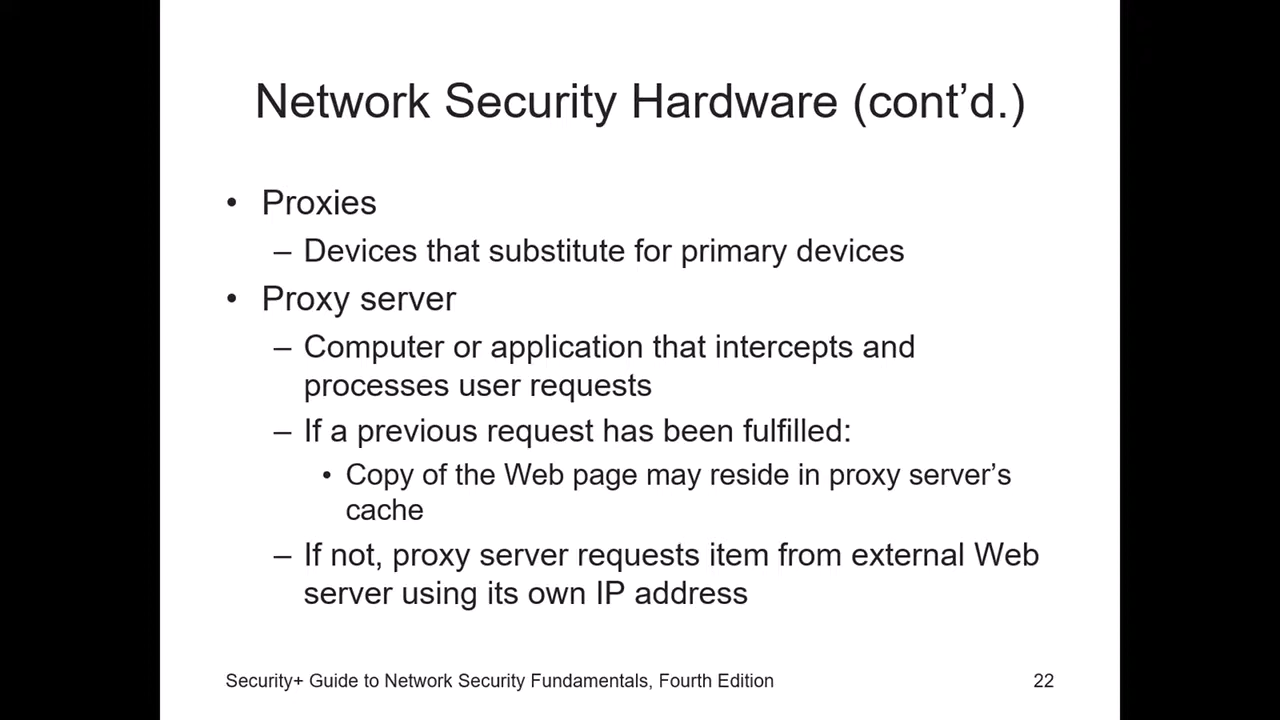 Network Security Hardware (cont’d.)
• Proxies
– Devices that substitute for primary devices
• Proxy server
– Computer or application that intercepts and
processes user requests
– If a previous request has been fulfilled:
• Copy of the Web page may reside in proxy server’s
cache
– If not, proxy server requests item from external Web
server using its own IP address
Security+ Guide to Network Security Fundamentals, Fourth Edition
22